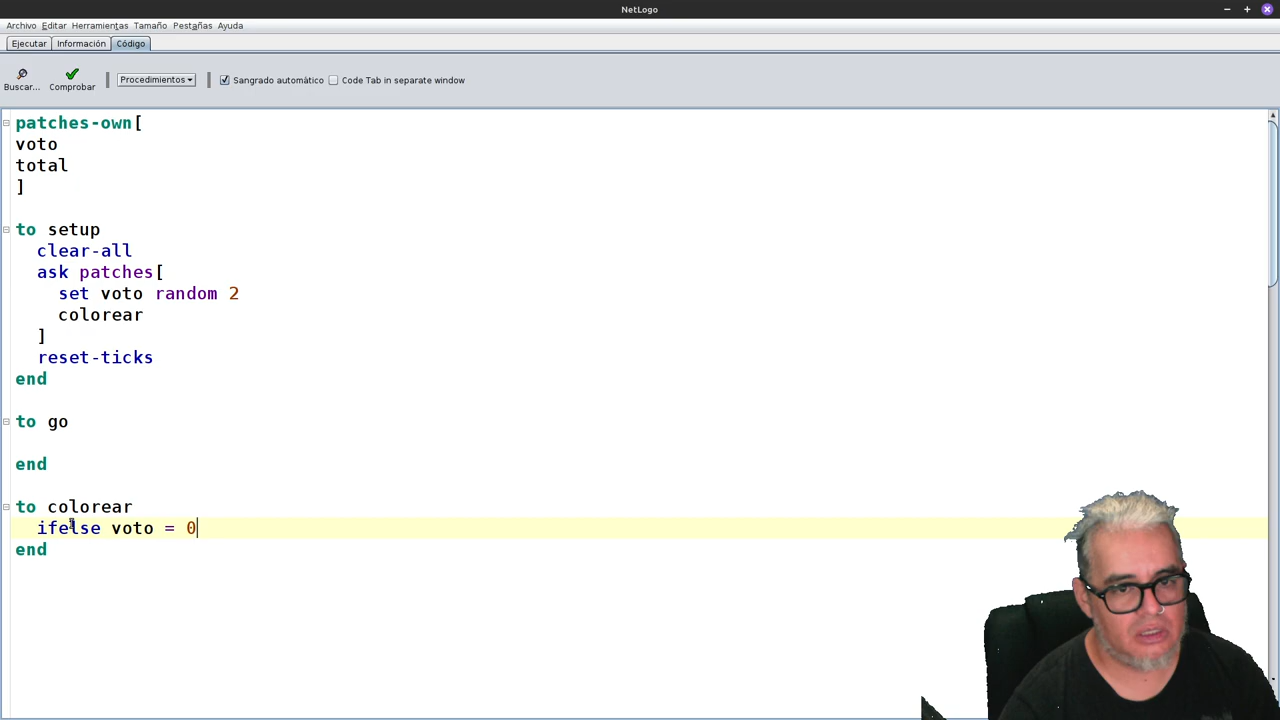 NetLogo
Archivo Editar Herramientas Tamaño Pestañas Ayuda
Ejecutar Información Código
Buscar... Comprobar Procedimientos Sangrado automático Code Tab in separate window
patches-own[
voto
total
]
to setup
clear-all
ask patches[
set voto random 2
colorear
]
reset-ticks
end
to go
end
to colorear
ifelse voto = 0
end